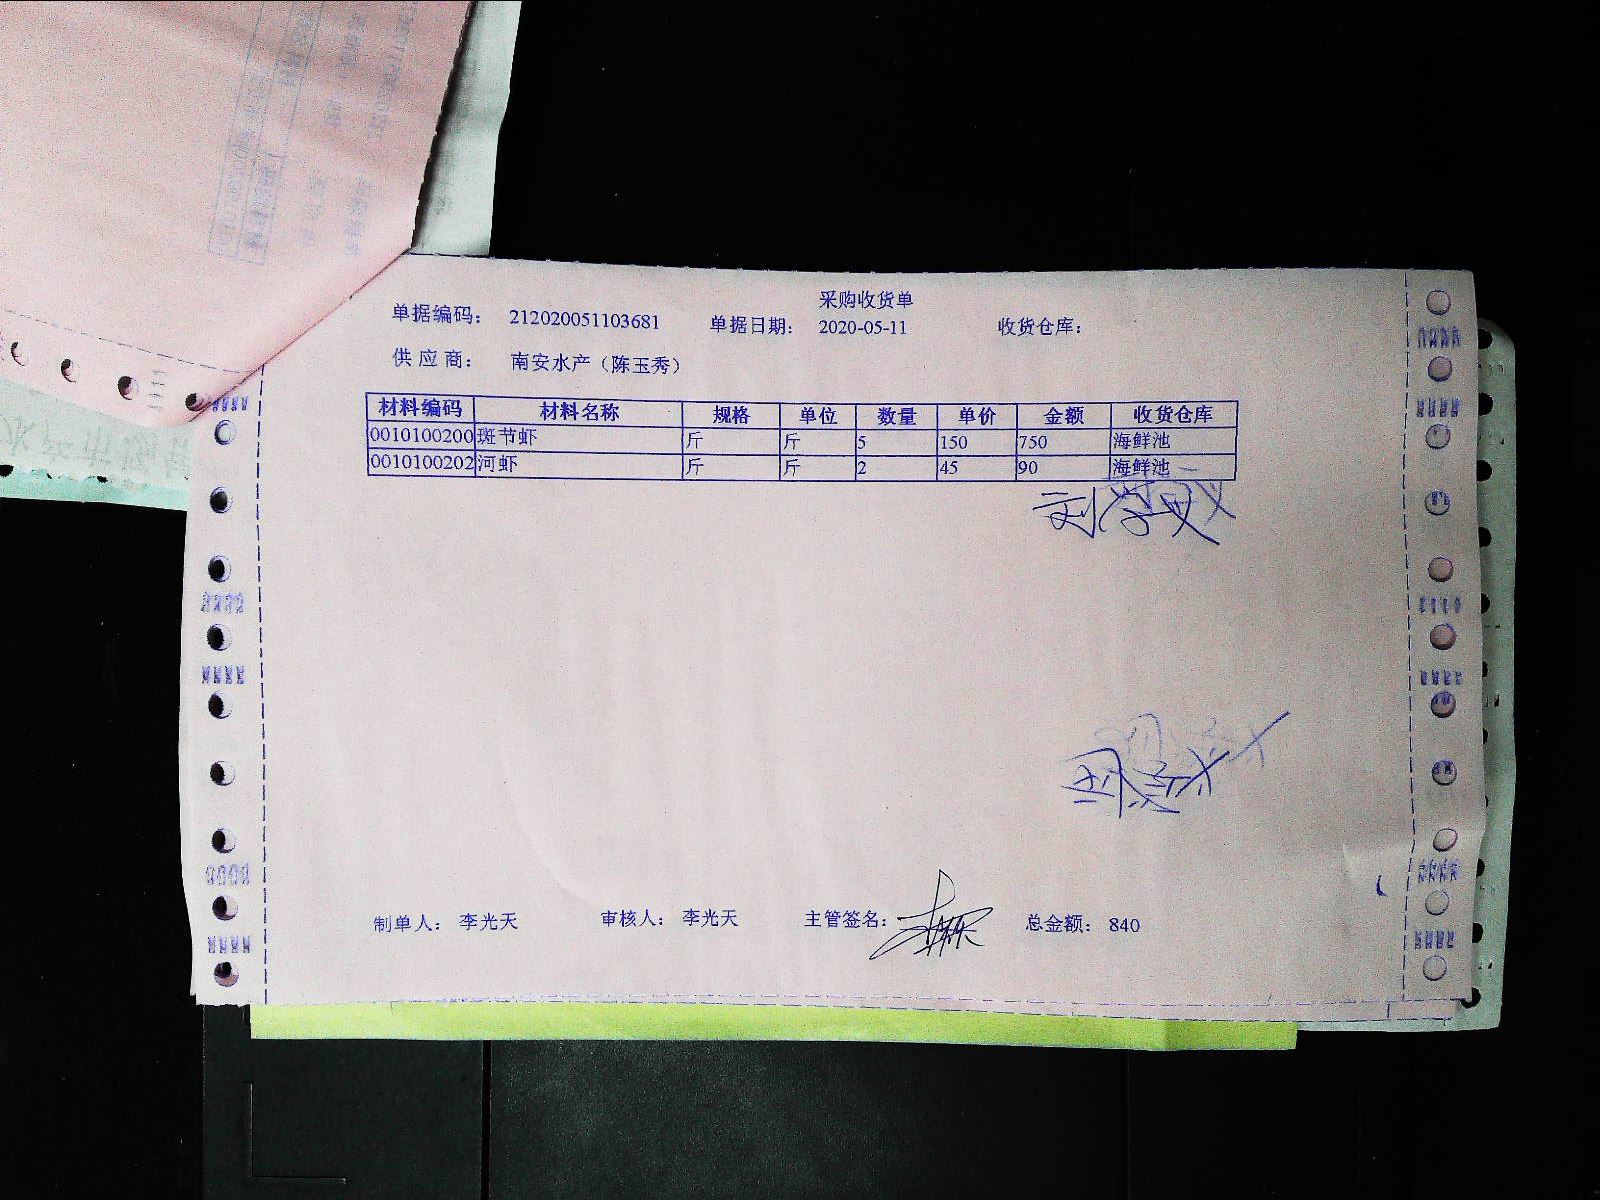 采购收货单
单据编码： 212020051103681 单据日期： 2020-05-11 收货仓库：
供 应 商： 南安水产（陈玉秀）
材料编码 材料名称 规格 单位 数量 单价 金额 收货仓库
0010100200 斑节虾 斤 斤 5 150 750 海鲜池
0010100202 河虾 斤 斤 2 45 90 海鲜池
制单人： 李光天 审核人： 李光天 主管签名： 总金额： 840